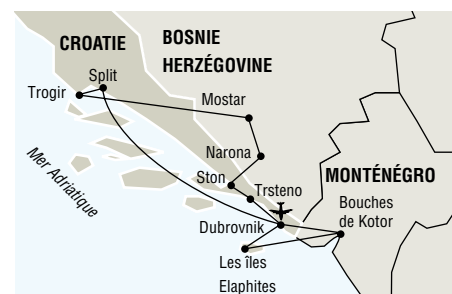 CROATIE
BOSNIE
HERZÉGOVINE
Split
Trogir
Mostar
Mer Adriatique
Narona
Ston
Trsteno
MONTÉNÉGRO
Bouches
de Kotor
Dubrovnik
Les îles
Elaphites